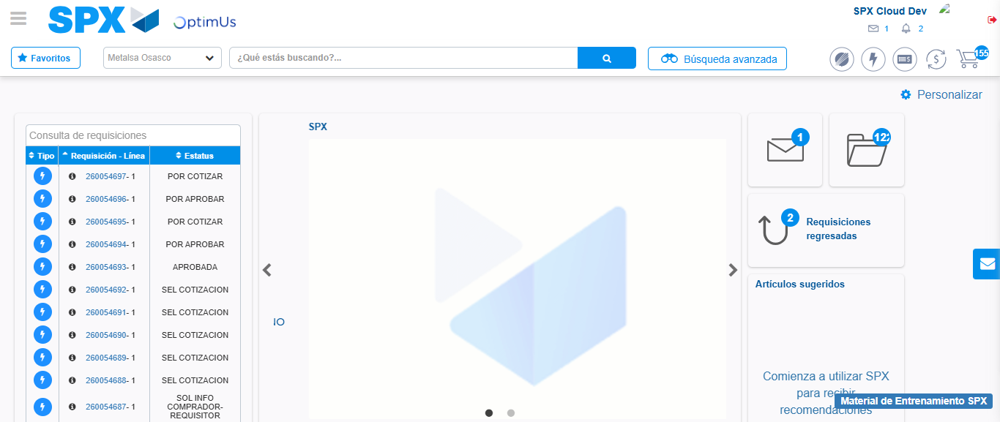 SPX
OptimUs
SPX Cloud Dev
1
2
Favoritos
Metalsa Osasco
¿Qué estás buscando?...
Búsqueda avanzada
155
Personalizar
Consulta de requisiciones
Tipo
Requisición - Línea
Estatus
260054697- 1
POR COTIZAR
260054696- 1
POR APROBAR
260054695- 1
POR COTIZAR
260054694- 1
POR APROBAR
260054693- 1
APROBADA
260054692- 1
SEL COTIZACION
260054691- 1
SEL COTIZACION
260054690- 1
SEL COTIZACION
260054689- 1
SEL COTIZACION
260054688- 1
SEL COTIZACION
260054687- 1
SOL INFO
COMPRADOR-
REQUISITOR
SPX
NO
1
2
Requisiciones
regresadas
Artículos sugeridos
Comienza a utilizar SPX
para recibir
recomendaciones
Material de Entrenamiento SPX